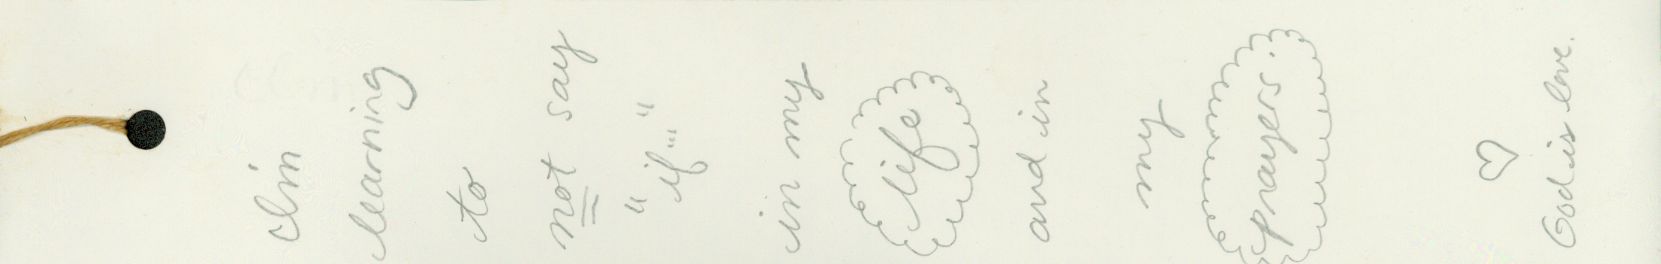 I'm
learning
to
not say
"if..."
in my
life
and in
my
prayers.
God is love.